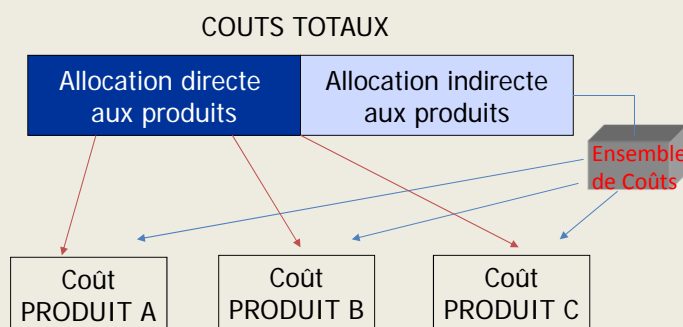 COUTS TOTAUX
Allocation directe
aux produits
Allocation indirecte
aux produits
Ensemble
de Coûts
Coût
PRODUIT A
Coût
PRODUIT B
Coût
PRODUIT C